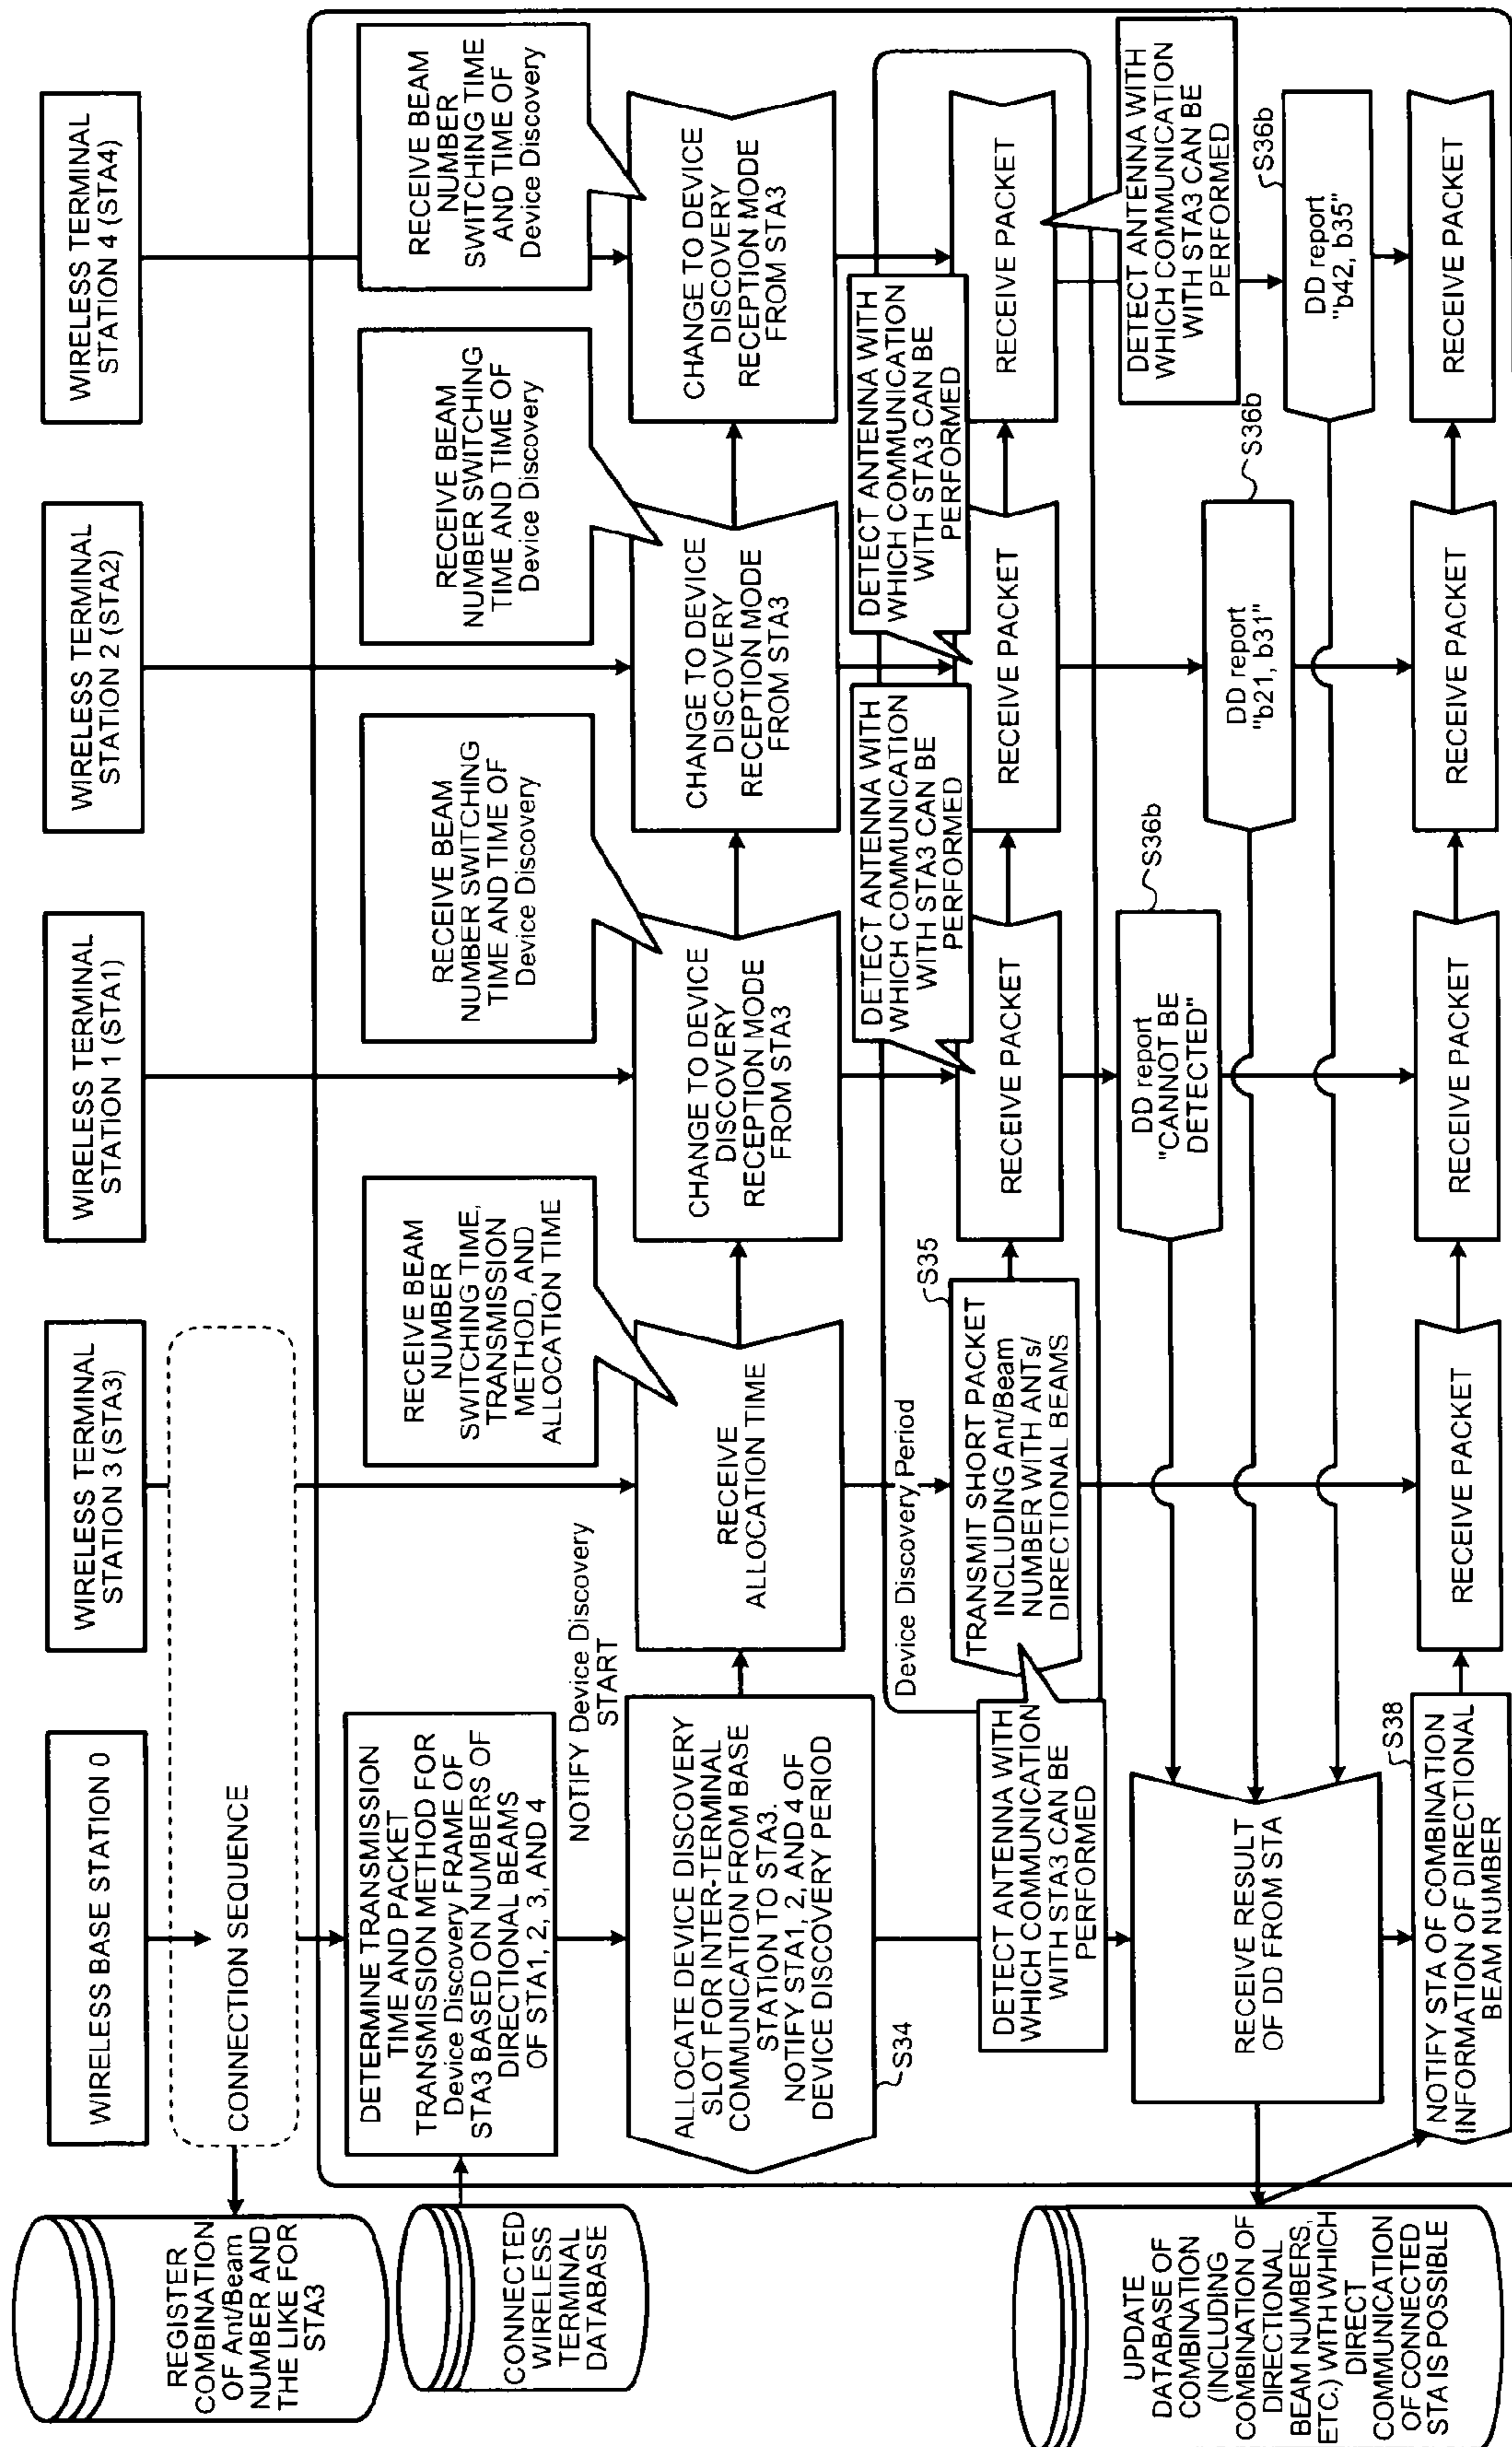 WIRELESS TERMINAL
STATION 4 (STA4)
WIRELESS TERMINAL
STATION 2 (STA2)
WIRELESS TERMINAL
STATION 1 (STA1)
WIRELESS TERMINAL
STATION 3 (STA3)
WIRELESS BASE STATION 0
CONNECTION SEQUENCE
REGISTER
COMBINATION
OF Ant/Beam
NUMBER AND
THE LIKE FOR
STA3
CONNECTED
WIRELESS
TERMINAL
DATABASE
DETERMINE TRANSMISSION
TIME AND PACKET
TRANSMISSION METHOD FOR
Device Discovery FRAME OF
STA3 BASED ON NUMBERS OF
DIRECTIONAL BEAMS
OF STA1, 2, 3, AND 4
NOTIFY Device Discovery
START
RECEIVE BEAM
NUMBER
SWITCHING TIME,
TRANSMISSION
METHOD, AND
ALLOCATION TIME
RECEIVE BEAM
NUMBER SWITCHING
TIME AND TIME OF
Device Discovery
RECEIVE BEAM
NUMBER SWITCHING
TIME AND TIME OF
Device Discovery
RECEIVE BEAM
NUMBER
SWITCHING TIME
AND TIME OF
Device Discovery
ALLOCATE DEVICE DISCOVERY
SLOT FOR INTER-TERMINAL
COMMUNICATION FROM BASE
STATION TO STA3.
NOTIFY STA1, 2, AND 4 OF
DEVICE DISCOVERY PERIOD
S34
RECEIVE
ALLOCATION TIME
CHANGE TO DEVICE
DISCOVERY
RECEPTION MODE
FROM STA3
CHANGE TO DEVICE
DISCOVERY
RECEPTION MODE
FROM STA3
CHANGE TO DEVICE
DISCOVERY
RECEPTION MODE
FROM STA3
Device Discovery Period
DETECT ANTENNA WITH
WHICH COMMUNICATION
WITH STA3 CAN BE
PERFORMED
S35
TRANSMIT SHORT PACKET
INCLUDING Ant/Beam
NUMBER WITH ANTs/
DIRECTIONAL BEAMS
DETECT ANTENNA WITH
WHICH COMMUNICATION
WITH STA3 CAN BE
PERFORMED
RECEIVE PACKET
DETECT ANTENNA WITH
WHICH COMMUNICATION
WITH STA3 CAN BE
PERFORMED
RECEIVE PACKET
RECEIVE PACKET
DETECT ANTENNA WITH
WHICH COMMUNICATION
WITH STA3 CAN BE
PERFORMED
S36b
DD report
"CANNOT BE
DETECTED"
S36b
DD report
"b21, b31"
S36b
DD report
"b42, b35"
RECEIVE RESULT
OF DD FROM STA
UPDATE
DATABASE OF
COMBINATION
(INCLUDING
COMBINATION OF
DIRECTIONAL
BEAM NUMBERS,
ETC.) WITH WHICH
DIRECT
COMMUNICATION
OF CONNECTED
STA IS POSSIBLE
S38
NOTIFY STA OF COMBINATION
INFORMATION OF DIRECTIONAL
BEAM NUMBER
RECEIVE PACKET
RECEIVE PACKET
RECEIVE PACKET
RECEIVE PACKET